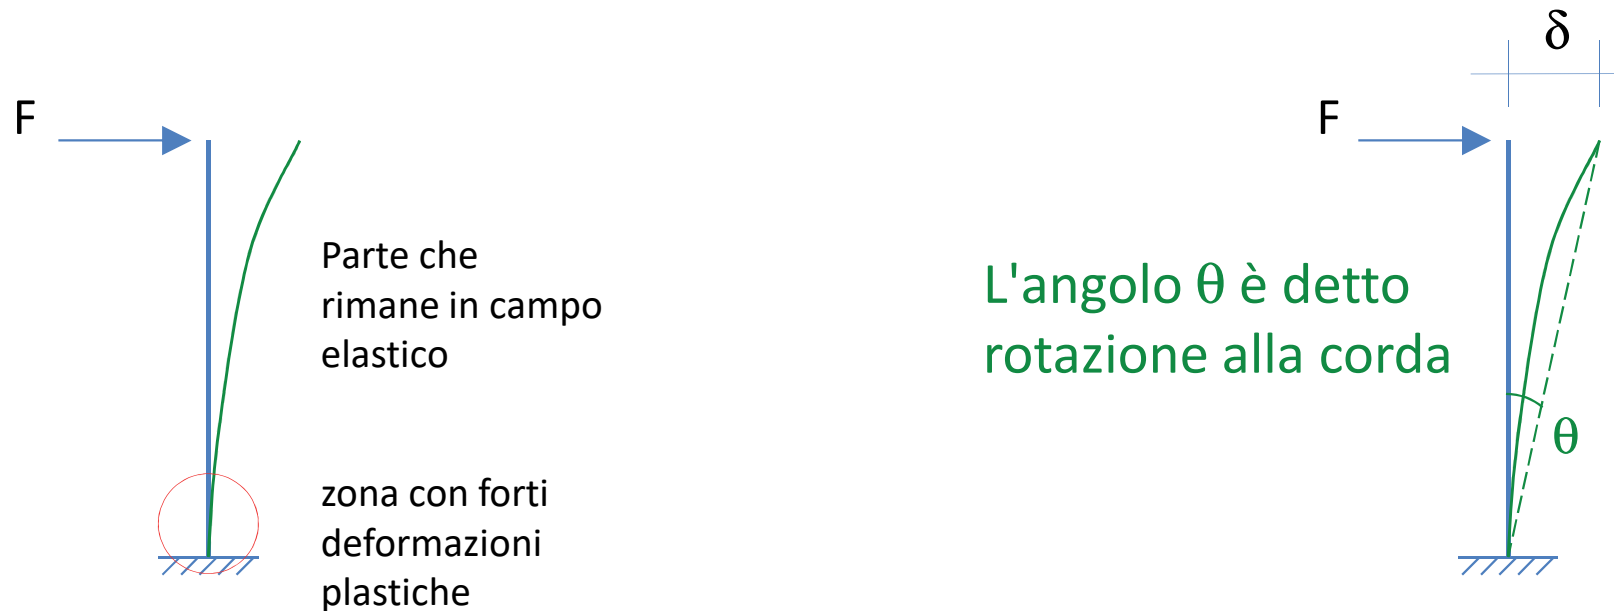 F
Parte che
rimane in campo
elastico
zona con forti
deformazioni
plastiche
δ
F
L'angolo θ è detto
rotazione alla corda
θ